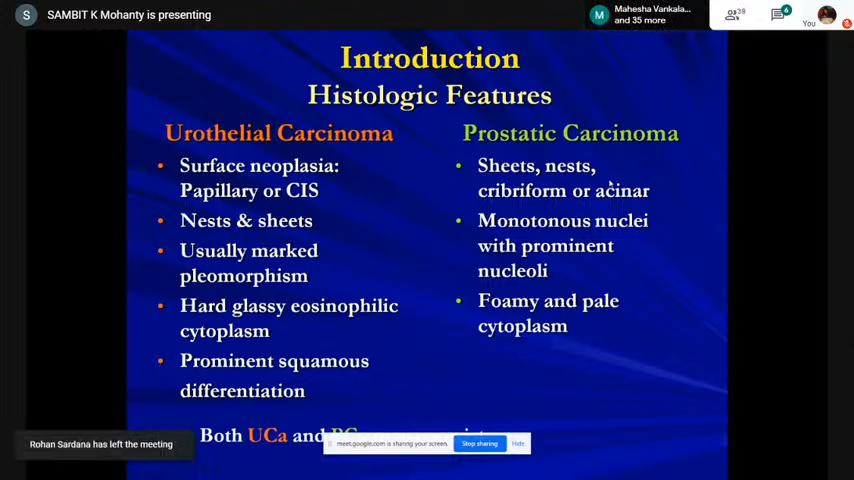 S SAMBIT K Mohanty is presenting
M Mahesha Vankala...
and 35 more
38
6
You
Introduction
Histologic Features
Urothelial Carcinoma
• Surface neoplasia:
Papillary or CIS
• Nests & sheets
• Usually marked
pleomorphism
• Hard glassy eosinophilic
cytoplasm
• Prominent squamous
differentiation
Prostatic Carcinoma
• Sheets, nests,
cribriform or acinar
• Monotonous nuclei
with prominent
nucleoli
• Foamy and pale
cytoplasm
Both UCa and
Rohan Sardana has left the meeting
meet.google.com is sharing your screen.
Stop sharing
Hide